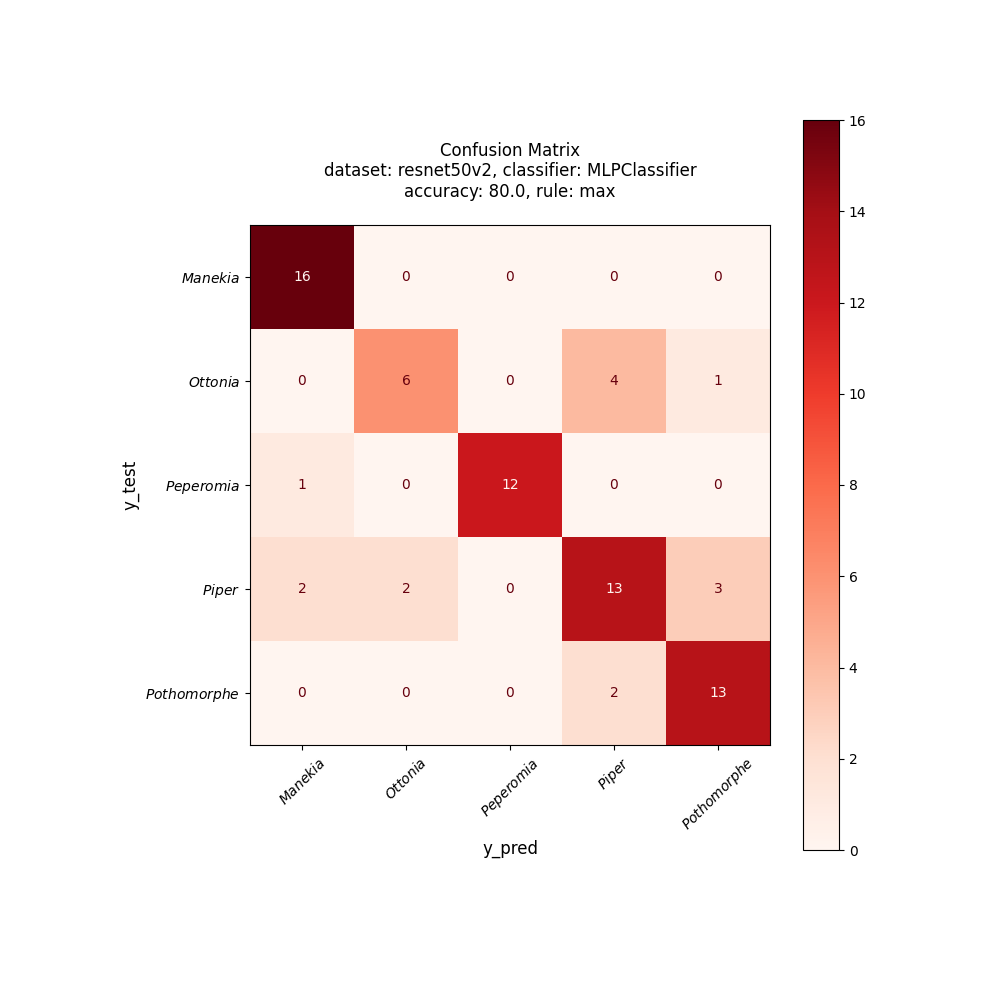 Confusion Matrix
dataset: resnet50v2, classifier: MLPClassifier
accuracy: 80.0, rule: max
Manekia 16 0 0 0 0
Ottonia 0 6 0 4 1
Peperomia 1 0 12 0 0
Piper 2 2 0 13 3
Pothomorphe 0 0 0 2 13
Manekia Ottonia Peperomia Piper Pothomorphe
y_pred
y_test
16
14
12
10
8
6
4
2
0